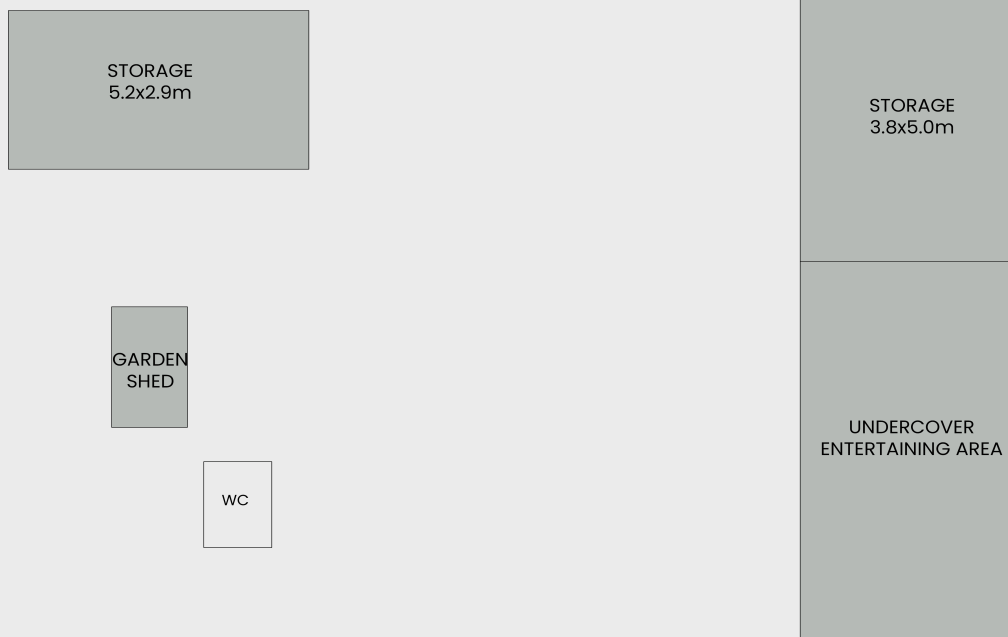 STORAGE
5.2x2.9m
STORAGE
3.8x5.0m
GARDEN
SHED
UNDERCOVER
ENTERTAINING AREA
WC